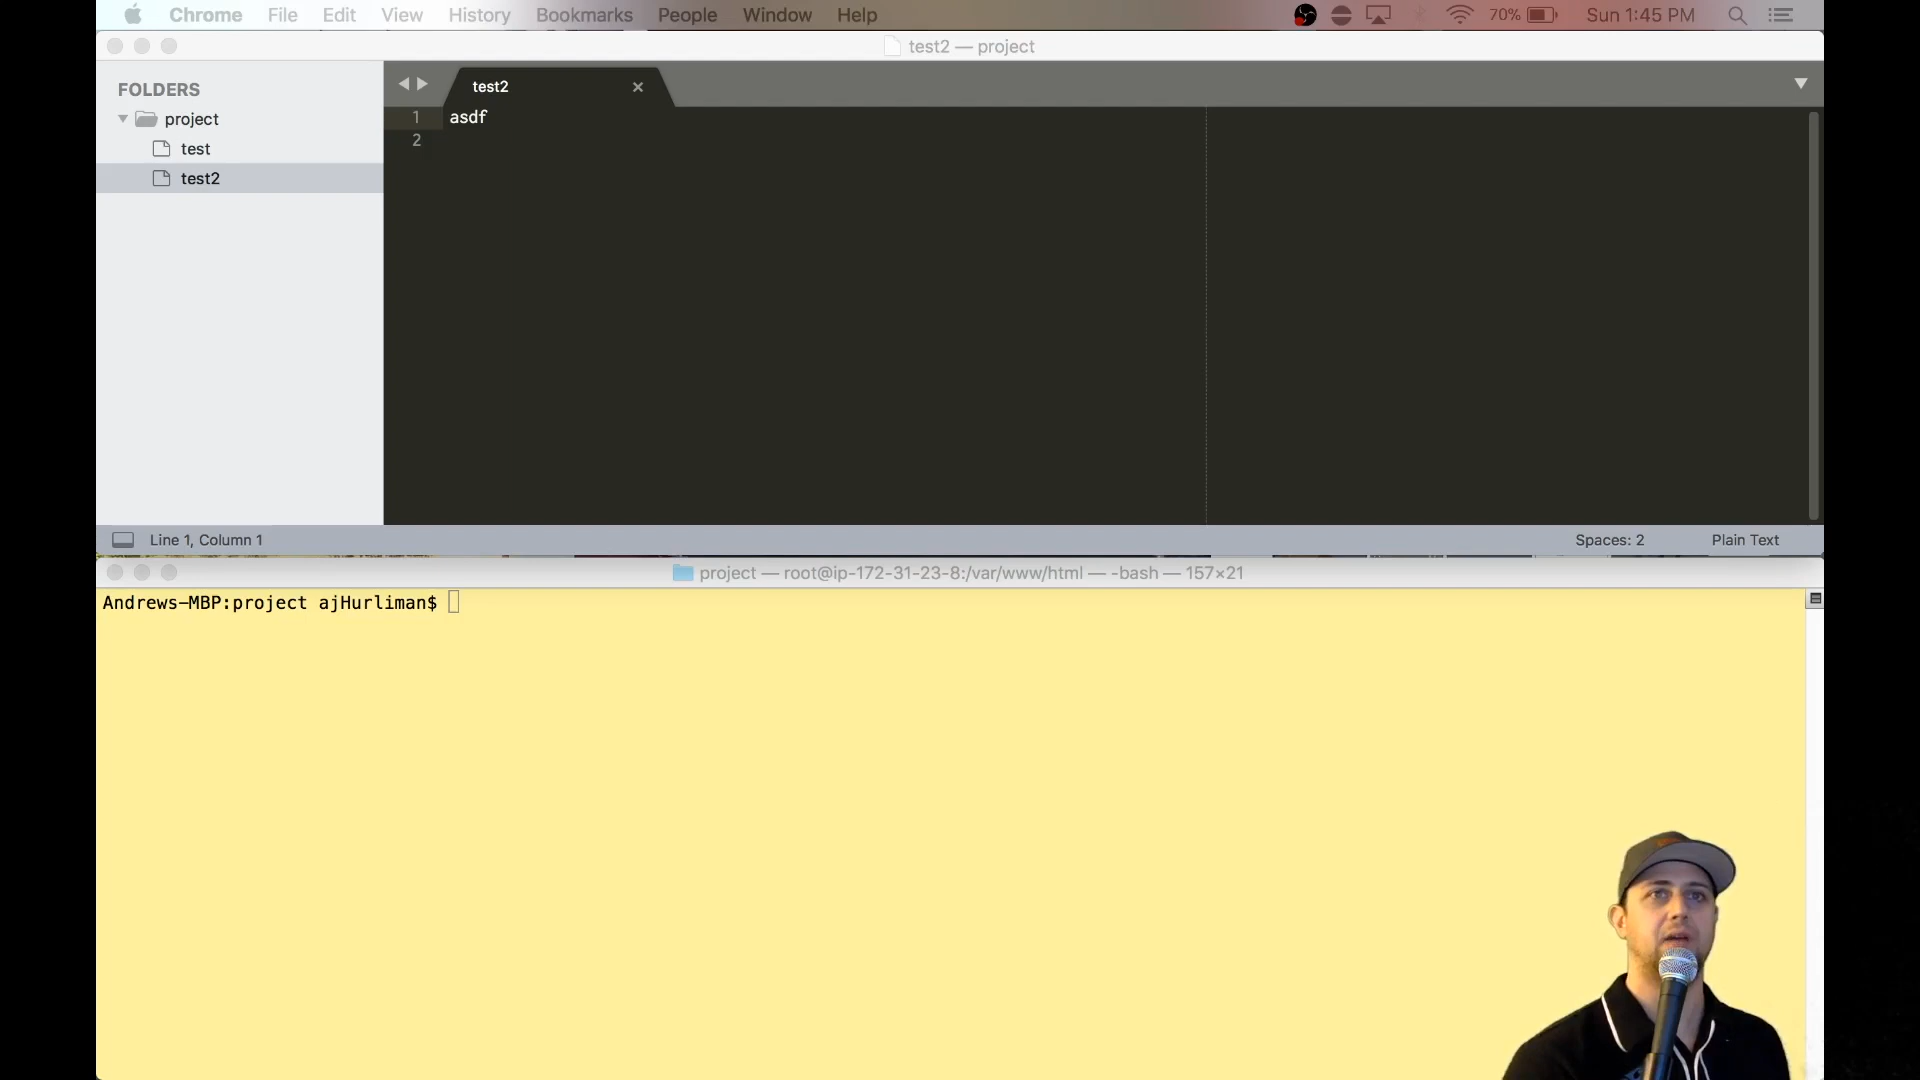 Chrome File Edit View History Bookmarks People Window Help 70% Sun 1:45 PM
test2 — project
FOLDERS
project
test
test2
test2
1 asdf
2
Line 1, Column 1 Spaces: 2 Plain Text
project — root@ip-172-31-23-8:/var/www/html — -bash — 157×21
Andrews-MBP:project ajHurliman$